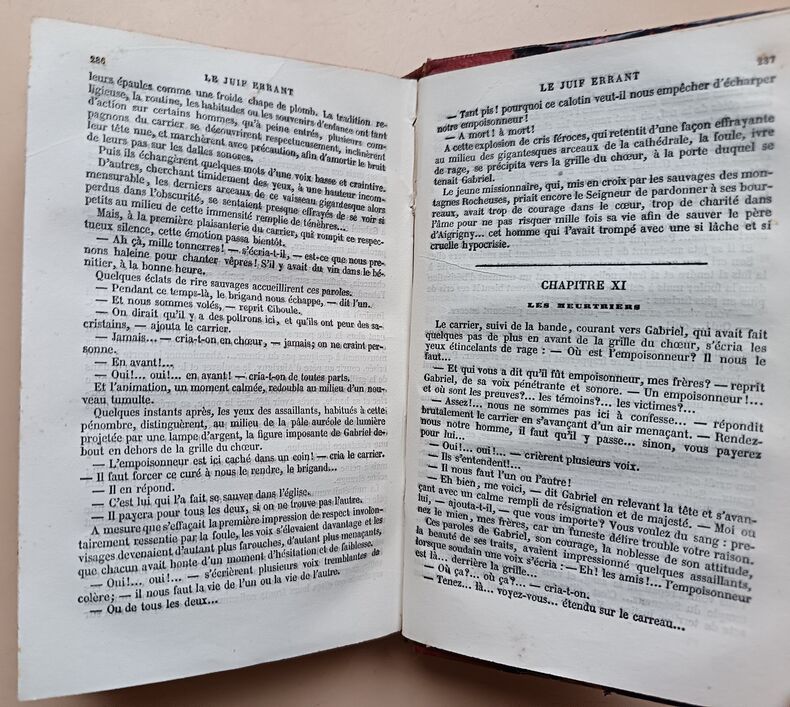 286
LE JUIF ERRANT
leurs épaules comme une froide chape de plomb. La tradition re-
ligieuse, la routine, les habitudes ou les souvenirs d'enfance ont tant
d'action sur certains hommes, qu'à peine entrés, plusieurs com-
pagnons du carrier se découvrirent respectueusement, inclinèrent
leur tête nue, et marchèrent avec précaution, afin d'amortir le bruit
de leurs pas sur les dalles sonores.
Puis ils échangèrent quelques mots d'une voix basse et craintive.
D'autres, cherchant timidement des yeux, à une hauteur incom-
mensurable, les derniers arceaux de ce vaisseau gigantesque alors
perdus dans l'obscurité, se sentaient presque effrayés de se voir si
petits au milieu de cette immensité remplie de ténèbres...
Mais, à la première plaisanterie du carrier, qui rompit ce respec-
tueux silence, cette émotion passa bientôt.
— Ah çà, mille tonnerres! — s'écria-t-il, — est-ce que nous pre-
nons haleine pour chanter vêpres! S'il y avait du vin dans le bé-
nitier, à la bonne heure.
Quelques éclats de rire sauvages accueillirent ces paroles.
— Pendant ce temps-là, le brigand nous échappe, — dit l'un.
— Et nous sommes volés, — reprit Ciboule.
— On dirait qu'il y a des poltrons ici, et qu'ils ont peur des sa-
cristains, — ajouta le carrier.
— Jamais... — cria-t-on en chœur, — jamais; on ne craint per-
sonne.
— En avant!...
— Oui!... oui!... en avant! — cria-t-on de toutes parts.
Et l'animation, un moment calmée, redoubla au milieu d'un nou-
veau tumulte.
Quelques instants après, les yeux des assaillants, habitués à cette
pénombre, distinguèrent, au milieu de la pâle auréole de lumière
projetée par une lampe d'argent, la figure imposante de Gabriel de-
bout en dehors de la grille du chœur.
— L'empoisonneur est ici caché dans un coin! — cria le carrier.
— Il faut forcer ce curé à nous le rendre, le brigand...
— Il en répond.
— C'est lui qui l'a fait se sauver dans l'église.
— Il payera pour tous les deux, si on ne trouve pas l'autre.
A mesure que s'effaçait la première impression de respect involon-
tairement ressentie par la foule, les voix s'élevaient davantage et les
visages devenaient d'autant plus farouches, d'autant plus menaçants,
que chacun avait honte d'un moment d'hésitation et de faiblesse.
— Oui!... oui!... — s'écrièrent plusieurs voix tremblantes de
colère; — il nous faut la vie de l'un ou la vie de l'autre.
— Ou de tous les deux...
287
LE JUIF ERRANT
— Tant pis! pourquoi ce calotin veut-il nous empêcher d'écharper
notre empoisonneur!
— A mort! à mort!
A cette explosion de cris féroces, qui retentit d'une façon effrayante
au milieu des gigantesques arceaux de la cathédrale, la foule, ivre
de rage, se précipita vers la grille du chœur, à la porte duquel se
tenait Gabriel.
Le jeune missionnaire, qui, mis en croix par les sauvages des mon-
tagnes Rocheuses, priait encore le Seigneur de pardonner à ses bour-
reaux, avait trop de courage dans le cœur, trop de charité dans
l'âme pour ne pas risquer mille fois sa vie afin de sauver le père
d'Aigrigny... cet homme qui l'avait trompé avec une si lâche et si
cruelle hypocrisie.
CHAPITRE XI
LES MEURTRIERS
Le carrier, suivi de la bande, courant vers Gabriel, qui avait fait
quelques pas de plus en avant de la grille du chœur, s'écria les
yeux étincelants de rage : — Où est l'empoisonneur? Il nous le
faut...
— Et qui vous a dit qu'il fût empoisonneur, mes frères? — reprit
Gabriel, de sa voix pénétrante et sonore. — Un empoisonneur!...
et où sont les preuves?... les témoins?... les victimes?...
— Assez!... nous ne sommes pas ici à confesse... — répondit
brutalement le carrier en s'avançant d'un air menaçant. — Rendez-
nous notre homme, il faut qu'il y passe... sinon, vous payerez
pour lui...
— Oui!... oui!... — crièrent plusieurs voix.
— Ils s'entendent!...
— Il nous faut l'un ou l'autre!
— Eh bien, me voici, — dit Gabriel en relevant la tête et s'avan-
çant avec un calme rempli de résignation et de majesté. — Moi ou
lui, — ajouta-t-il, — que vous importe? Vous voulez du sang : pre-
nez le mien, mes frères, car un funeste délire trouble votre raison.
Ces paroles de Gabriel, son courage, la noblesse de son attitude,
la beauté de ses traits, avaient impressionné quelques assaillants,
lorsque soudain une voix s'écria : — Eh! les amis!... l'empoisonneur
est là... derrière la grille...
— Où ça?... où ça?... — cria-t-on.
— Tenez... là... voyez-vous... étendu sur le carreau...